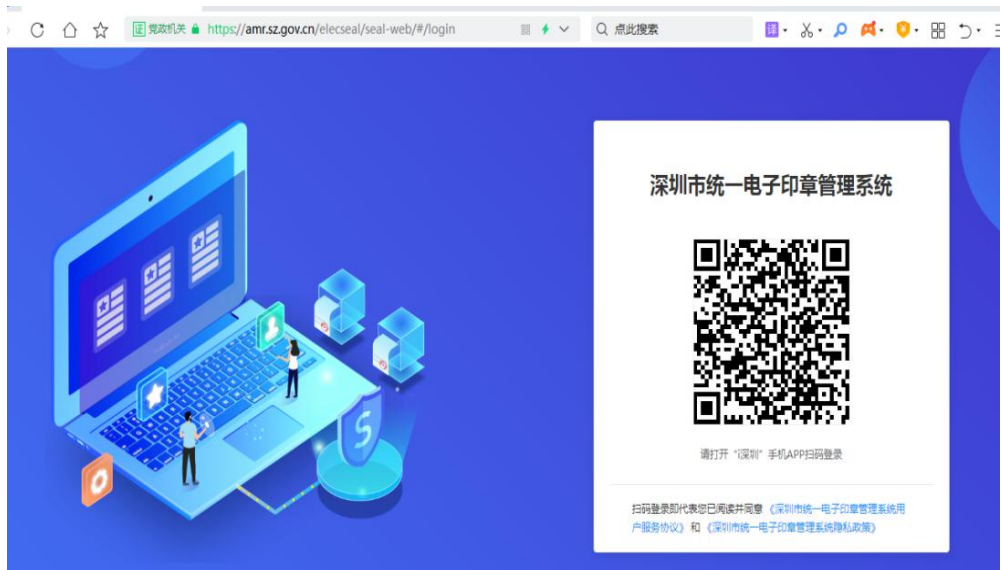 证 党政机关 https://amr.sz.gov.cn/elecseal/seal-web/#/login 点此搜索 译
深圳市统一电子印章管理系统
S
请打开“i深圳”手机APP扫码登录
扫码登录即代表您已阅读并同意《深圳市统一电子印章管理系统用
户服务协议》和《深圳市统一电子印章管理系统隐私政策》